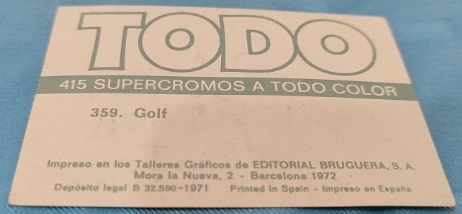 TODO
415 SUPERCROMOS A TODO COLOR
359. Golf
Impreso en los Talleres Gráficos de EDITORIAL BRUGUERA, S. A.
Mora la Nueva, 2 - Barcelona 1972
Depósito legal B 32.590-1971 Printed in Spain - Impreso en España